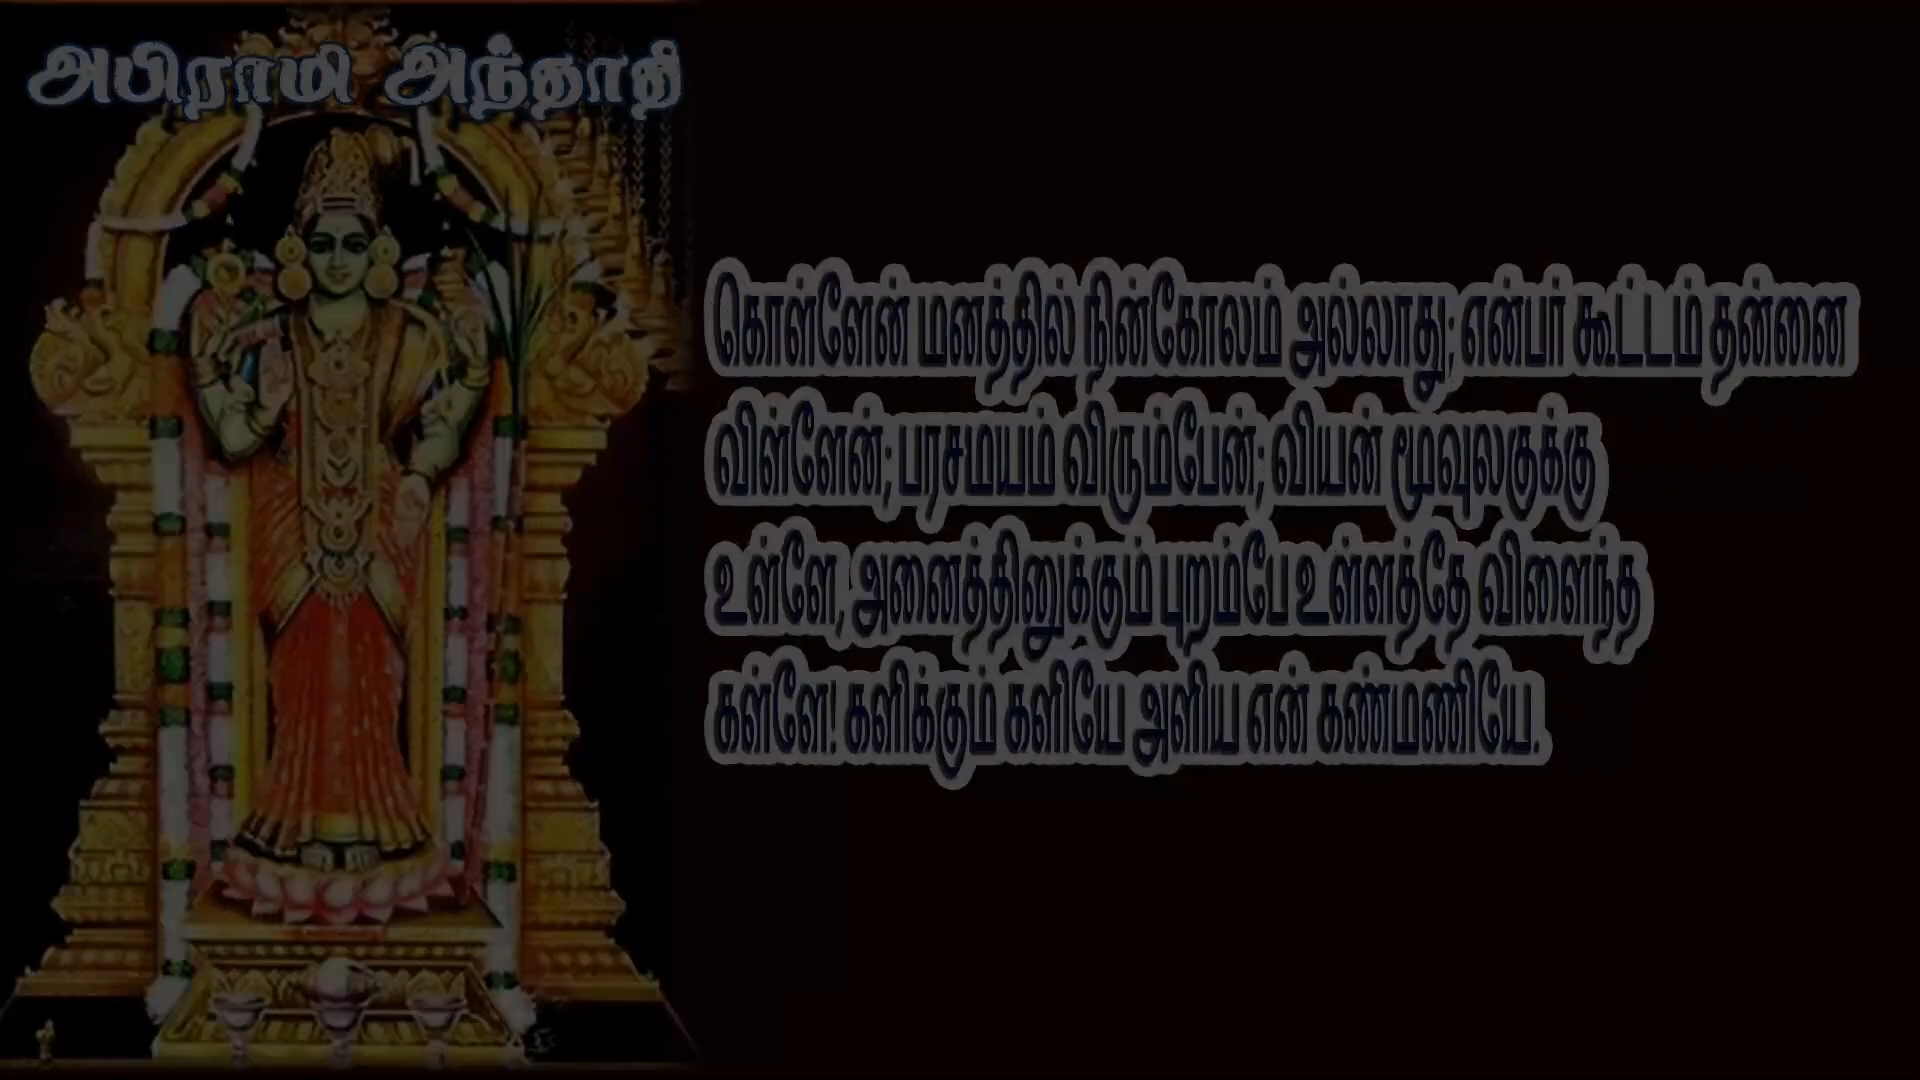 அபிராமி அந்தாதி
கொள்ளேன் மனத்தில் நின்கோலம் அல்லாது; என்பர் கூட்டம் தன்னை
விள்ளேன்; பரசமயம் விரும்பேன்; வியன் மூவுலகுக்கு
உள்ளே, அனைத்தினுக்கும் புறம்பே உள்ளத்தே விளைந்த
கள்ளே! களிக்கும் களியே அளிய என் கண்மணியே.